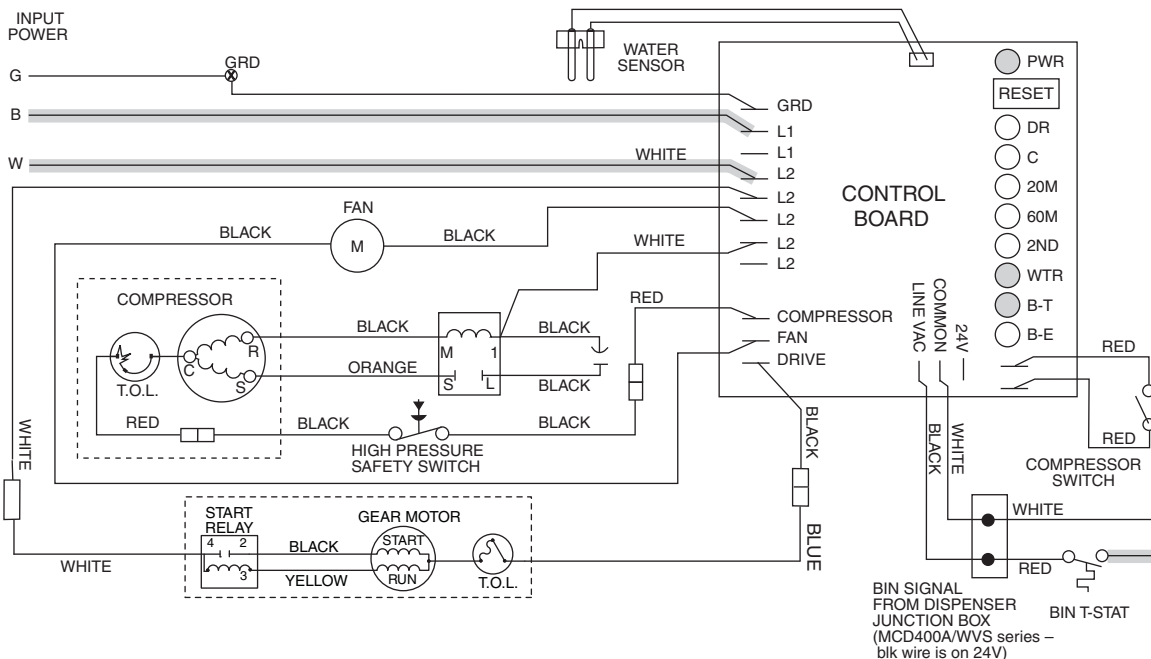 INPUT
POWER
G
GRD
B
W
WHITE
WATER
SENSOR
GRD
L1
L1
L2
L2
L2
L2
L2
CONTROL
BOARD
PWR
RESET
DR
C
20M
60M
2ND
WTR
B-T
B-E
FAN
M
BLACK
BLACK
WHITE
RED
COMPRESSOR
FAN
DRIVE
LINE VAC
COMMON
24V
COMPRESSOR
T.O.L.
C
R
S
BLACK
ORANGE
M
1
S
L
BLACK
BLACK
RED
BLACK
BLACK
HIGH PRESSURE
SAFETY SWITCH
WHITE
WHITE
START
RELAY
4
2
3
BLACK
YELLOW
GEAR MOTOR
START
RUN
T.O.L.
BLACK
BLUE
BLACK
WHITE
RED
RED
COMPRESSOR
SWITCH
WHITE
RED
BIN T-STAT
BIN SIGNAL
FROM DISPENSER
JUNCTION BOX
(MCD400A/WVS series –
blk wire is on 24V)